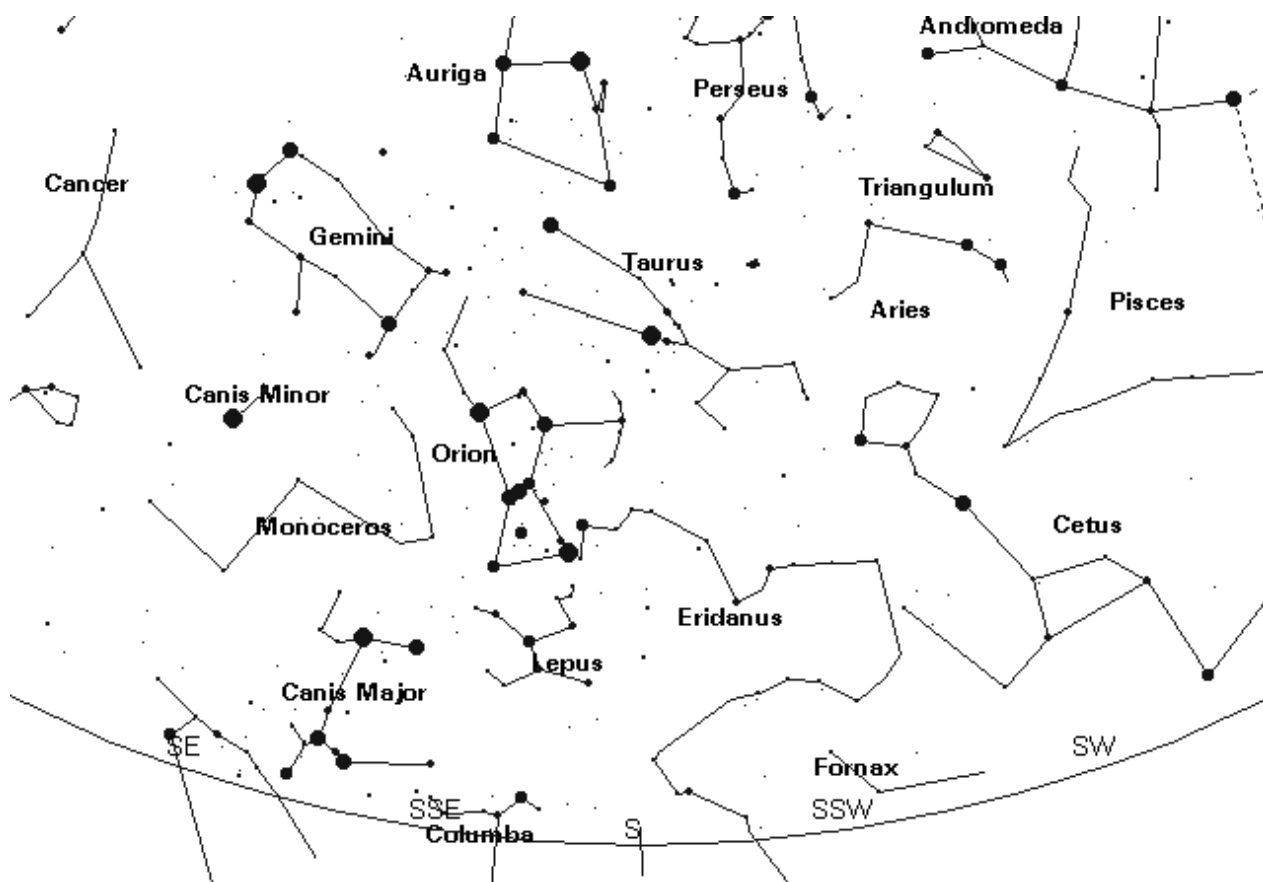 Andromeda
Auriga
Perseus
Cancer
Triangulum
Gemini
Taurus
Aries
Pisces
Canis Minor
Orion
Monoceros
Cetus
Eridanus
Lepus
Canis Major
SE
SW
Fornax
SSE
SSW
S
Columba